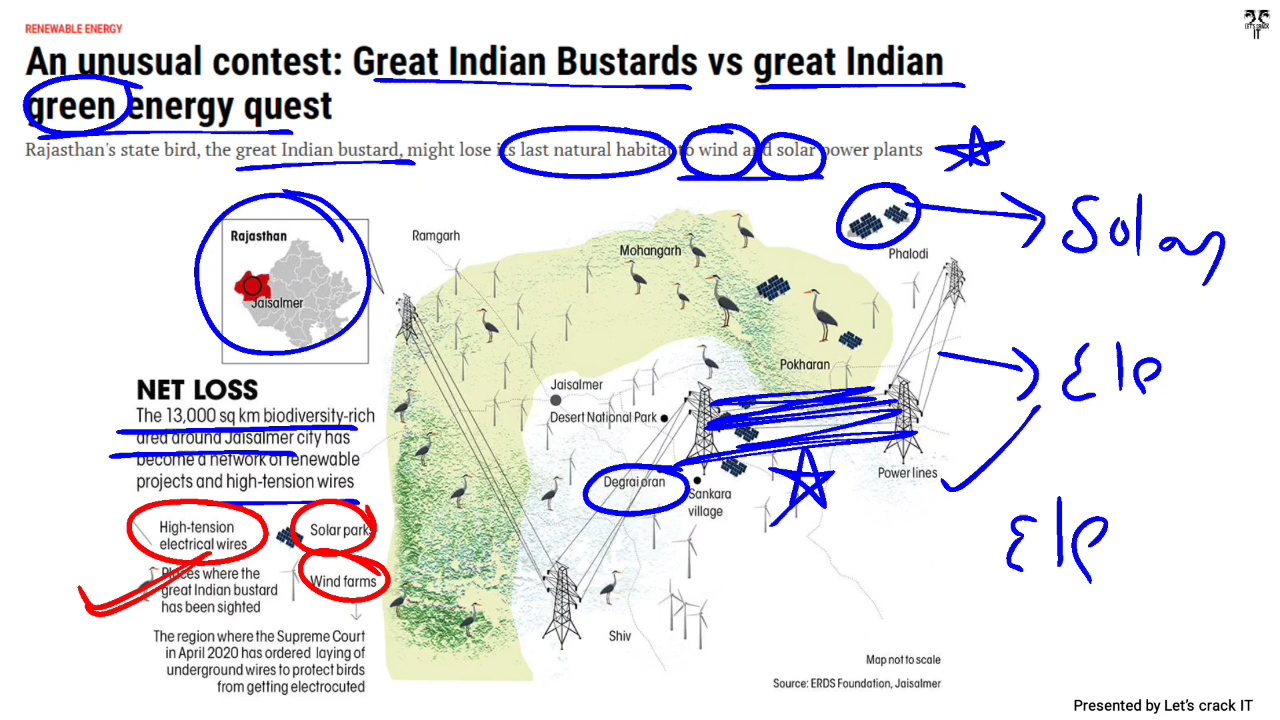 LET'S CRACK
IT
RENEWABLE ENERGY
An unusual contest: Great Indian Bustards vs great Indian
green energy quest
Rajasthan's state bird, the great Indian bustard, might lose its last natural habitat to wind and solar power plants
Rajasthan
Jaisalmer
Ramgarh
Mohangarh
Phalodi
Solar
Pokharan
Elp
Jaisalmer
Desert National Park
Degrai oran
Sankara
village
Power lines
Elp
Shiv
NET LOSS
The 13,000 sq km biodiversity-rich
area around Jaisalmer city has
become a network of renewable
projects and high-tension wires
High-tension
electrical wires
Solar parks
Places where the
great Indian bustard
has been sighted
Wind farms
The region where the Supreme Court
in April 2020 has ordered laying of
underground wires to protect birds
from getting electrocuted
Map not to scale
Source: ERDS Foundation, Jaisalmer
Presented by Let's crack IT